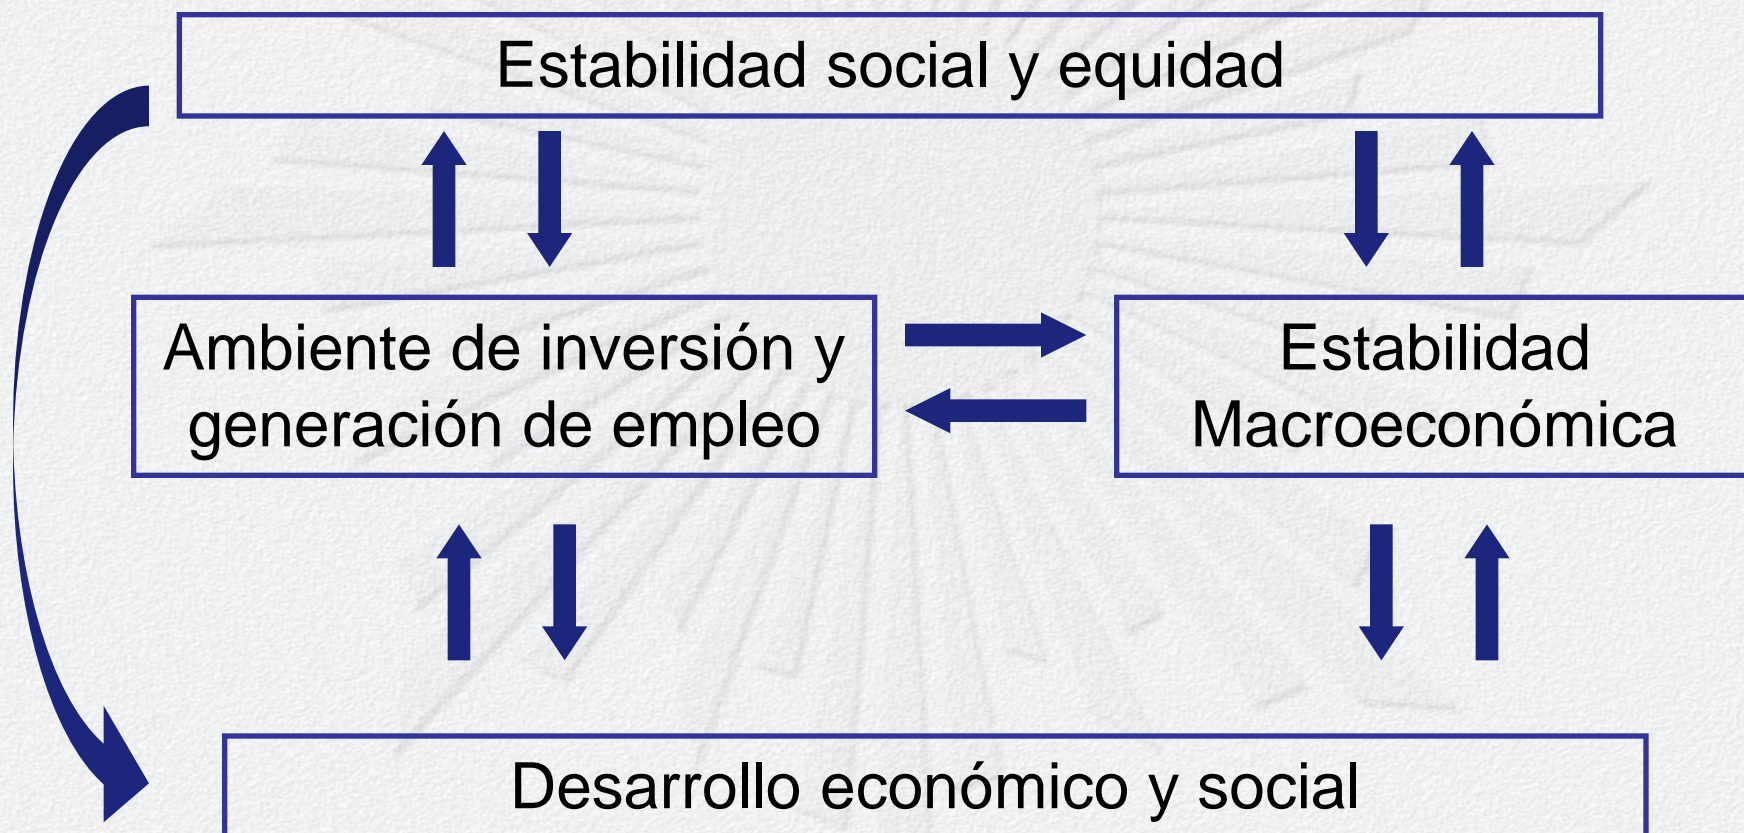 Estabilidad social y equidad
Ambiente de inversión y
generación de empleo
Estabilidad
Macroeconómica
Desarrollo económico y social